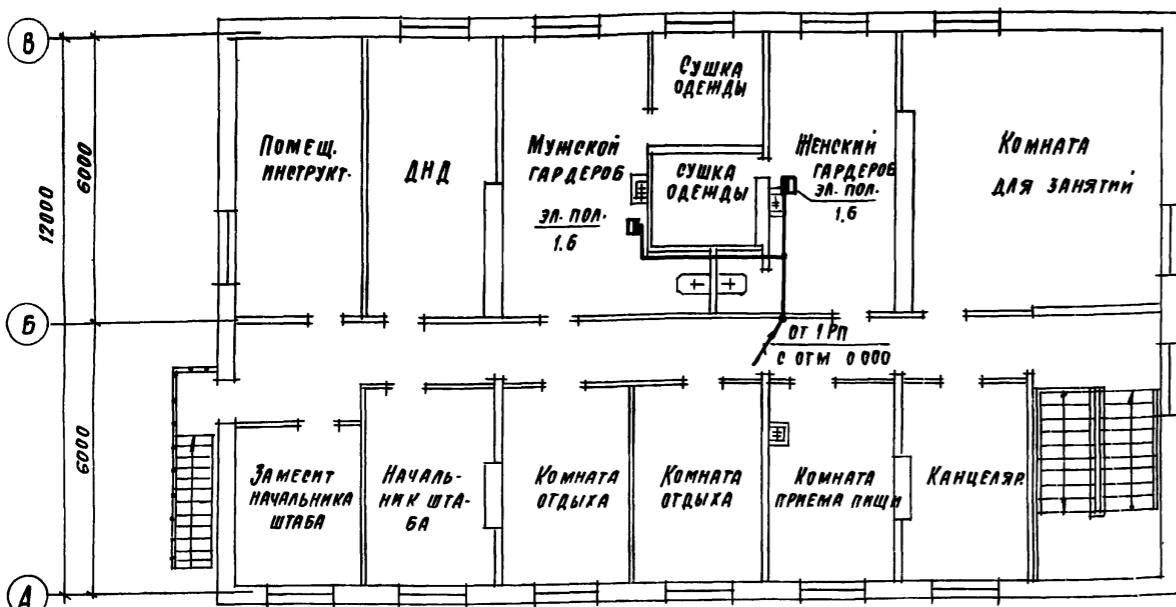 В
Б
А
12000
6000
6000
ПОМЕЩ.
ИНСТРУКТ.
ДНД
МУЖСКОЙ
ГАРДЕРОБ
ЭЛ. ПОЛ.
1.6
СУШКА
ОДЕЖДЫ
СУШКА
ОДЕЖДЫ
ЖЕНСКИЙ
ГАРДЕРОБ
ЭЛ. ПОЛ.
1.6
КОМНАТА
ДЛЯ ЗАНЯТИЙ
ОТ 1РП
С ОТМ 0 000
ЗАМЕСИТ
НАЧАЛЬНИКА
ШТАБА
НАЧАЛЬ-
НИК ШТА-
БА
КОМНАТА
ОТДЫХА
КОМНАТА
ОТДЫХА
КОМНАТА
ПРИЕМА ПИЩИ
КАНЦЕЛЯР.